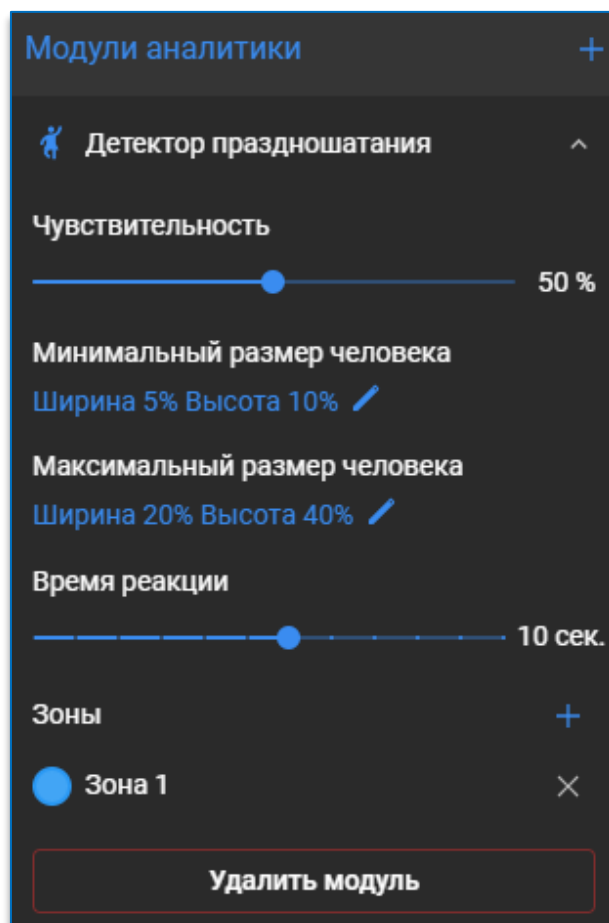 Модули аналитики
Детектор праздношатания
Чувствительность
50 %
Минимальный размер человека
Ширина 5% Высота 10%
Максимальный размер человека
Ширина 20% Высота 40%
Время реакции
10 сек.
Зоны
Зона 1
Удалить модуль